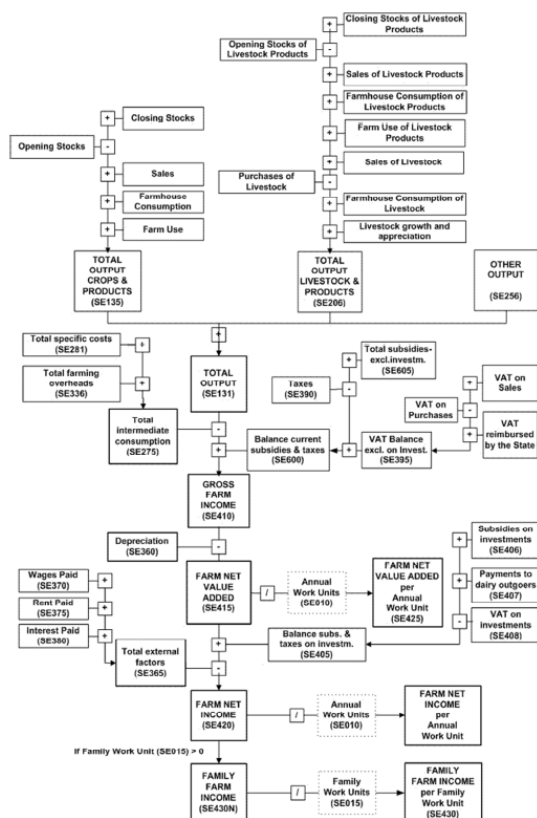 +
Closing Stocks of Livestock
Products
Opening Stocks of
Livestock Products
-
+
Sales of Livestock Products
+
Farmhouse Consumption of
Livestock Products
+
Closing Stocks
+
Farm Use of Livestock
Products
Opening Stocks
-
Sales of Livestock
+
Purchases of
Livestock
-
+
Sales
+
Farmhouse
Consumption
+
Farmhouse Consumption of
Livestock
+
Farm Use
+
Livestock growth and
appreciation
TOTAL
OUTPUT
CROPS &
PRODUCTS
(SE135)
TOTAL
OUTPUT
LIVESTOCK &
PRODUCTS
(SE206)
OTHER
OUTPUT
(SE256)
Total specific costs
(SE281)
+
+
Total subsidies-
excl.investm.
(SE605)
+
Total farming
overheads
(SE336)
+
TOTAL
OUTPUT
(SE131)
Taxes
(SE390)
-
+
VAT on
Sales
VAT on
Purchases
-
Total
intermediate
consumption
(SE275)
-
+
Balance current
subsidies & taxes
(SE600)
+
VAT Balance
excl. on Invest.
(SE395)
+
VAT
reimbursed
by the State
GROSS
FARM
INCOME
(SE410)
Depreciation
(SE360)
-
+
Subsidies on
investments
(SE406)
Wages Paid
(SE370)
+
FARM NET
VALUE
ADDED
(SE415)
/
Annual
Work Units
(SE010)
FARM NET
VALUE ADDED
per
Annual
Work Unit
(SE425)
+
Payments to
dairy outgoers
(SE407)
Rent Paid
(SE375)
+
-
VAT on
investments
(SE408)
Interest Paid
(SE380)
+
Total external
factors
(SE365)
+
-
Balance subs. &
taxes on investm.
(SE405)
FARM NET
INCOME
(SE420)
/
Annual
Work Units
(SE010)
FARM NET
INCOME
per
Annual
Work Unit
If Family Work Unit (SE015) > 0
FAMILY
FARM
INCOME
(SE430N)
/
Family
Work Units
(SE015)
FAMILY
FARM INCOME
per Family
Work Unit
(SE430)